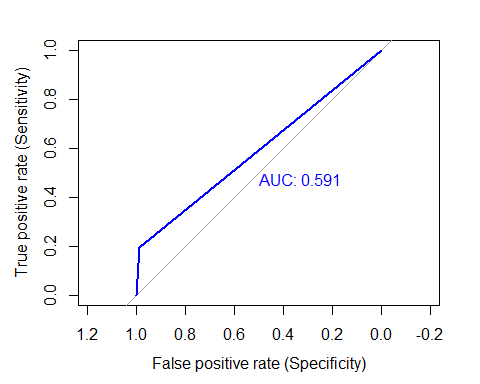 True positive rate (Sensitivity)
1.0
0.8
0.6
0.4
0.2
0.0
AUC: 0.591
1.2 1.0 0.8 0.6 0.4 0.2 0.0 -0.2
False positive rate (Specificity)